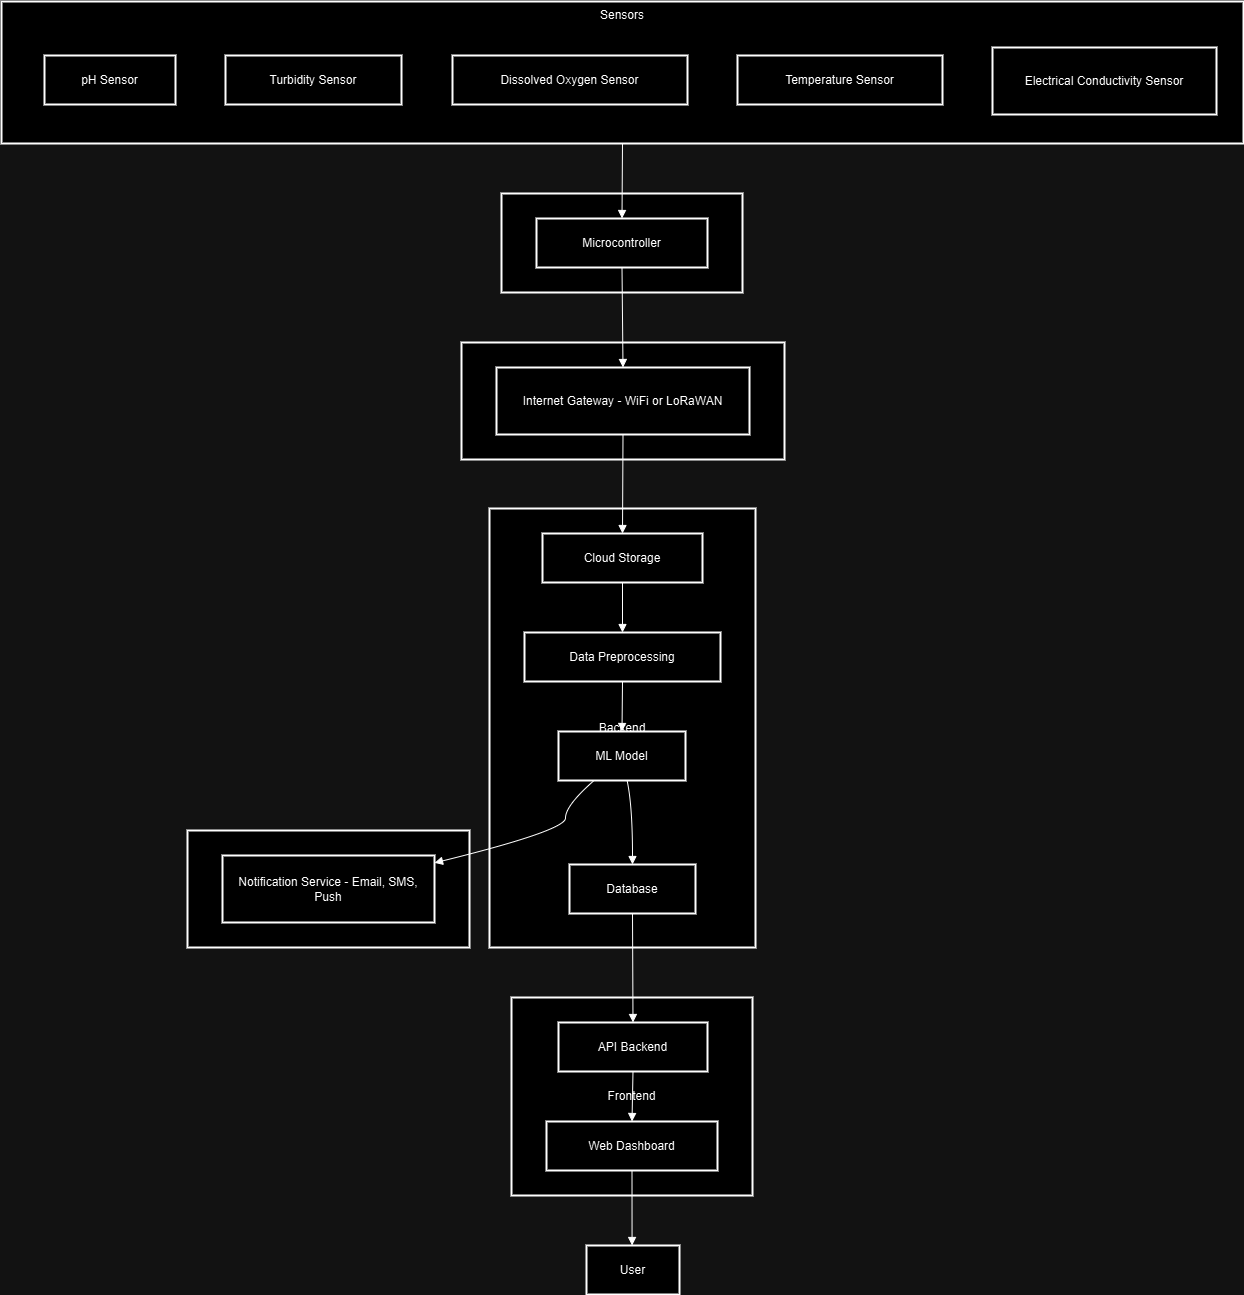 Sensors
pH Sensor
Turbidity Sensor
Dissolved Oxygen Sensor
Temperature Sensor
Electrical Conductivity Sensor
Microcontroller
Internet Gateway - WiFi or LoRaWAN
Cloud Storage
Data Preprocessing
Backend
ML Model
Notification Service - Email, SMS,
Push
Database
API Backend
Frontend
Web Dashboard
User